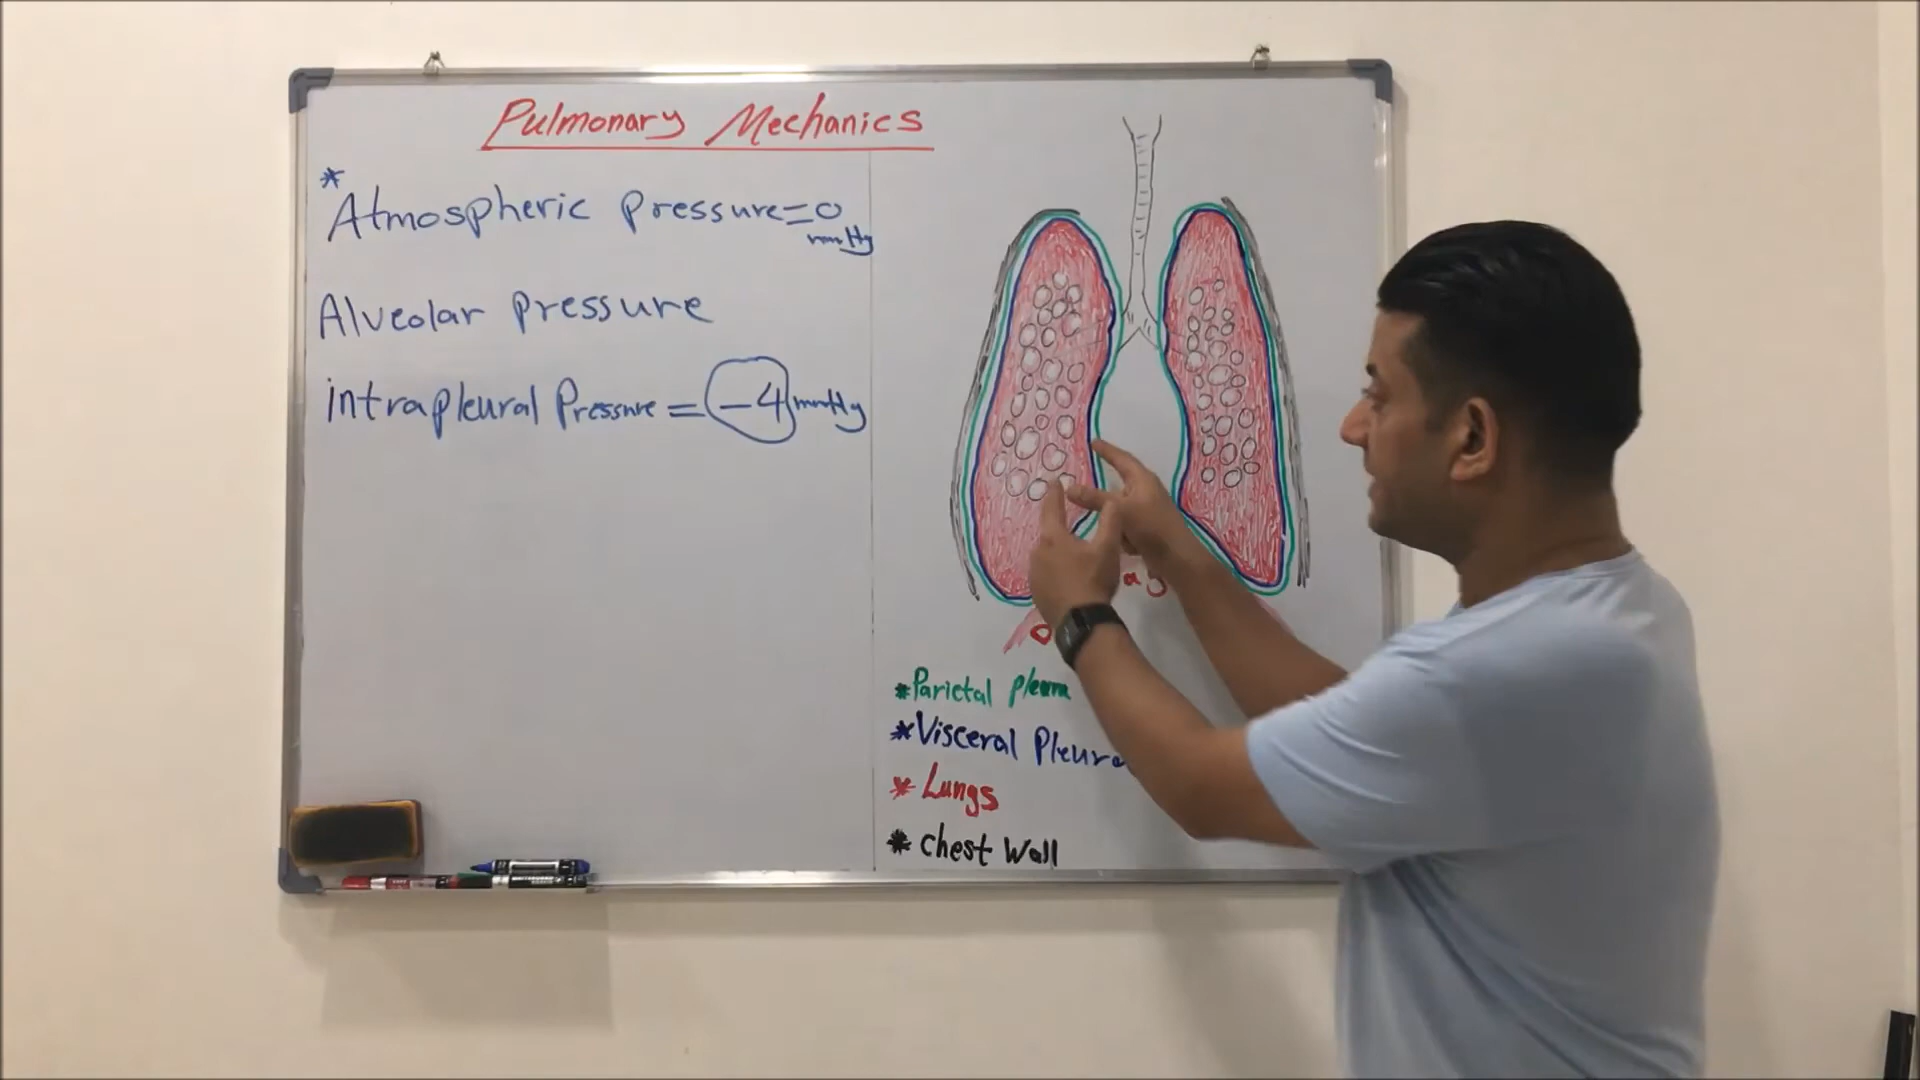 Pulmonary Mechanics
* Atmospheric pressure = 0
mmHg
Alveolar pressure
intrapleural Pressure = -4 mmHg
* Parietal pleura
* Visceral Pleura
* Lungs
* chest Wall